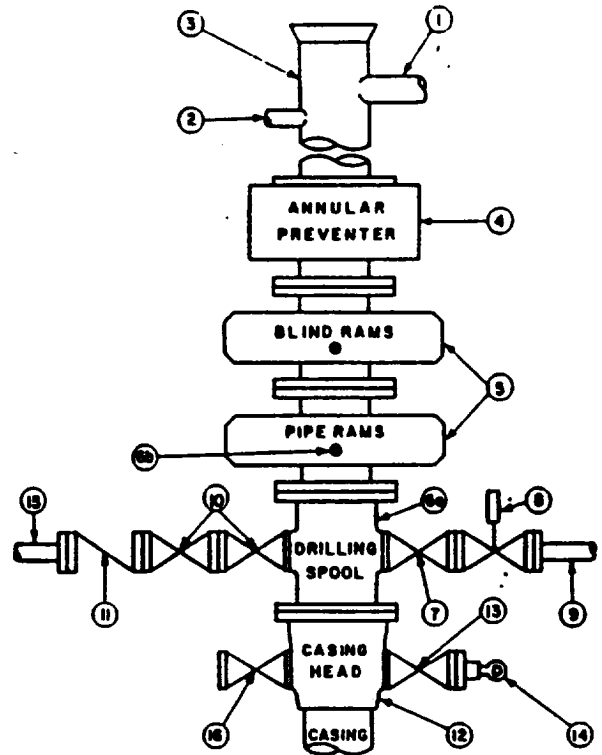 1
3
2
ANNULAR
PREVENTER
4
BLIND RAMS
5
PIPE RAMS
6b
15
10
6a
8
DRILLING
SPOOL
11
7
9
13
CASING
HEAD
16
12
14
CASING